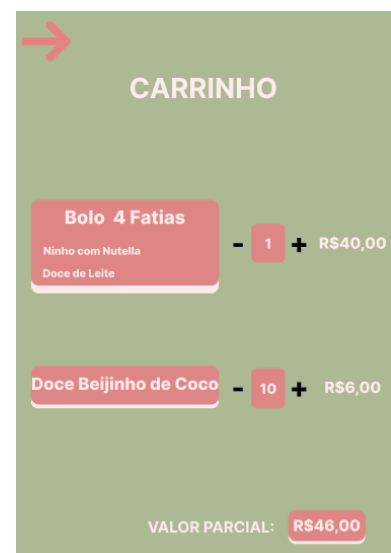 CARRINHO
Bolo 4 Fatias
Ninho com Nutella
Doce de Leite
- 1 + R$40,00
Doce Beijinho de Coco
- 10 + R$6,00
VALOR PARCIAL: R$46,00